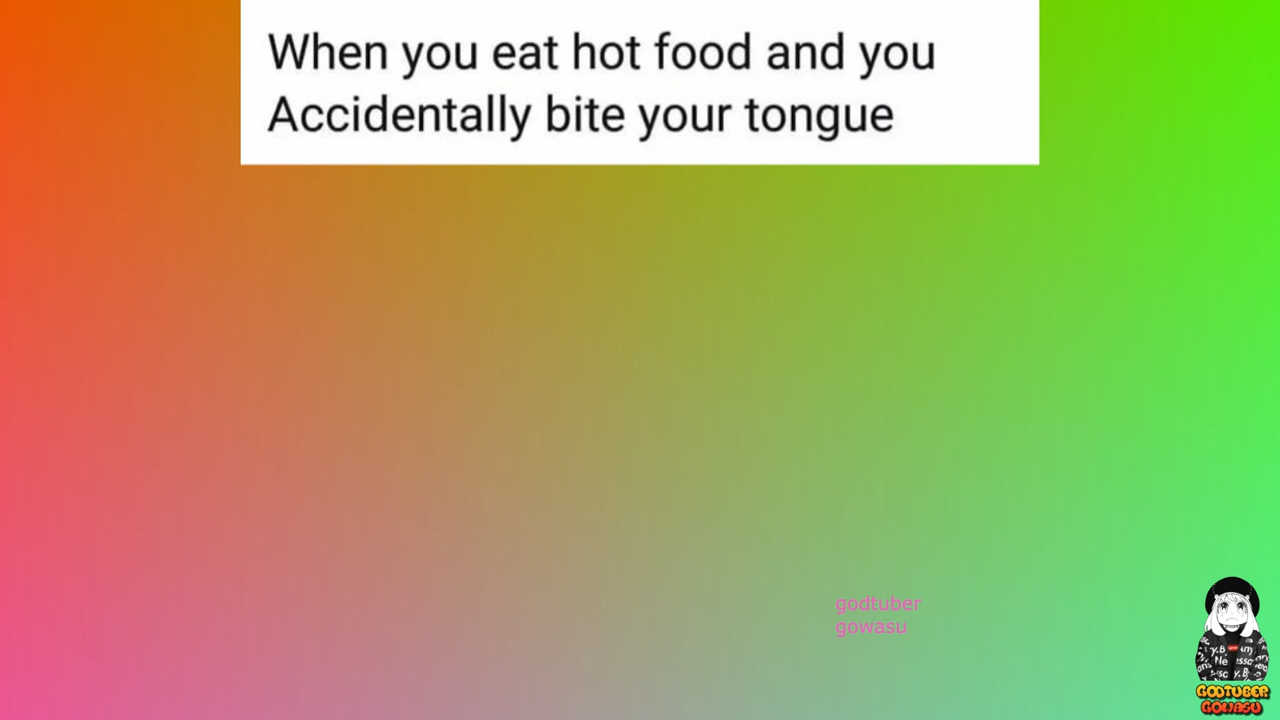 When you eat hot food and you
Accidentally bite your tongue
godtuber
gowasu
GODTUBER
GOWASU